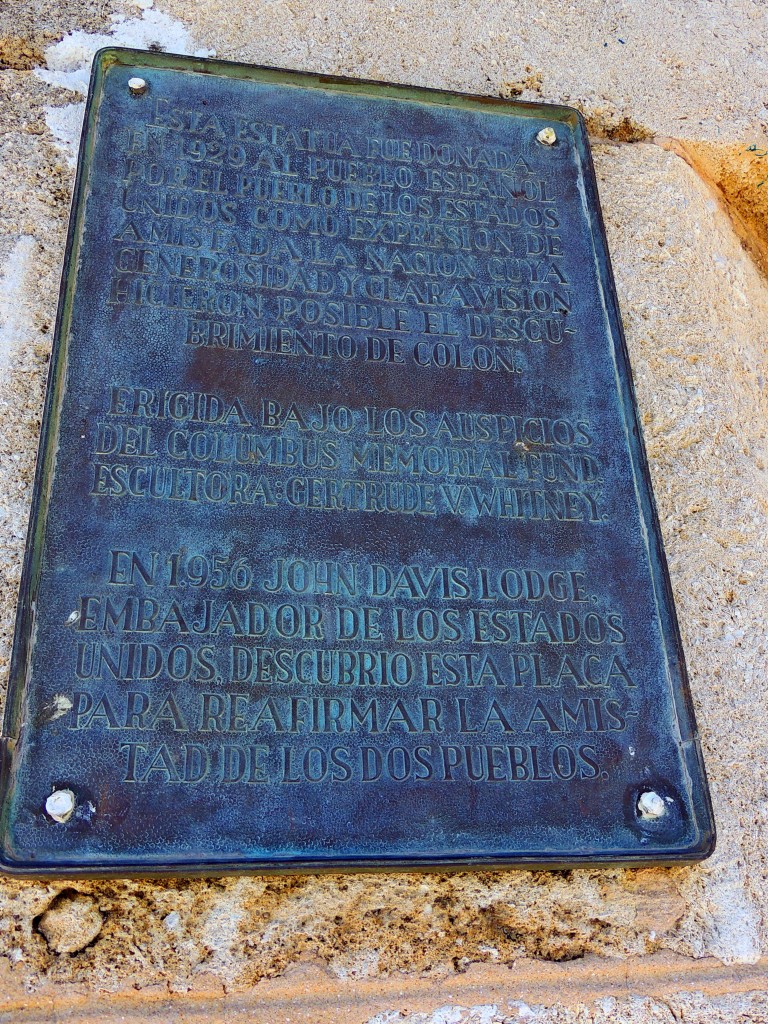 ESTA ESTATUA FUE DONADA
EN 1929 AL PUEBLO ESPAÑOL
POR EL PUEBLO DE LOS ESTADOS
UNIDOS, COMO EXPRESION DE
AMISTAD A LA NACION CUYA
GENEROSIDAD Y CLARA VISION
HICIERON POSIBLE EL DESCU-
BRIMIENTO DE COLON.
ERIGIDA BAJO LOS AUSPICIOS
DEL COLUMBUS MEMORIAL FUND.
ESCULTORA: GERTRUDE V. WHITNEY.
EN 1.956 JOHN DAVIS LODGE,
EMBAJADOR DE LOS ESTADOS
UNIDOS, DESCUBRIO ESTA PLACA
PARA REAFIRMAR LA AMIS-
TAD DE LOS DOS PUEBLOS.